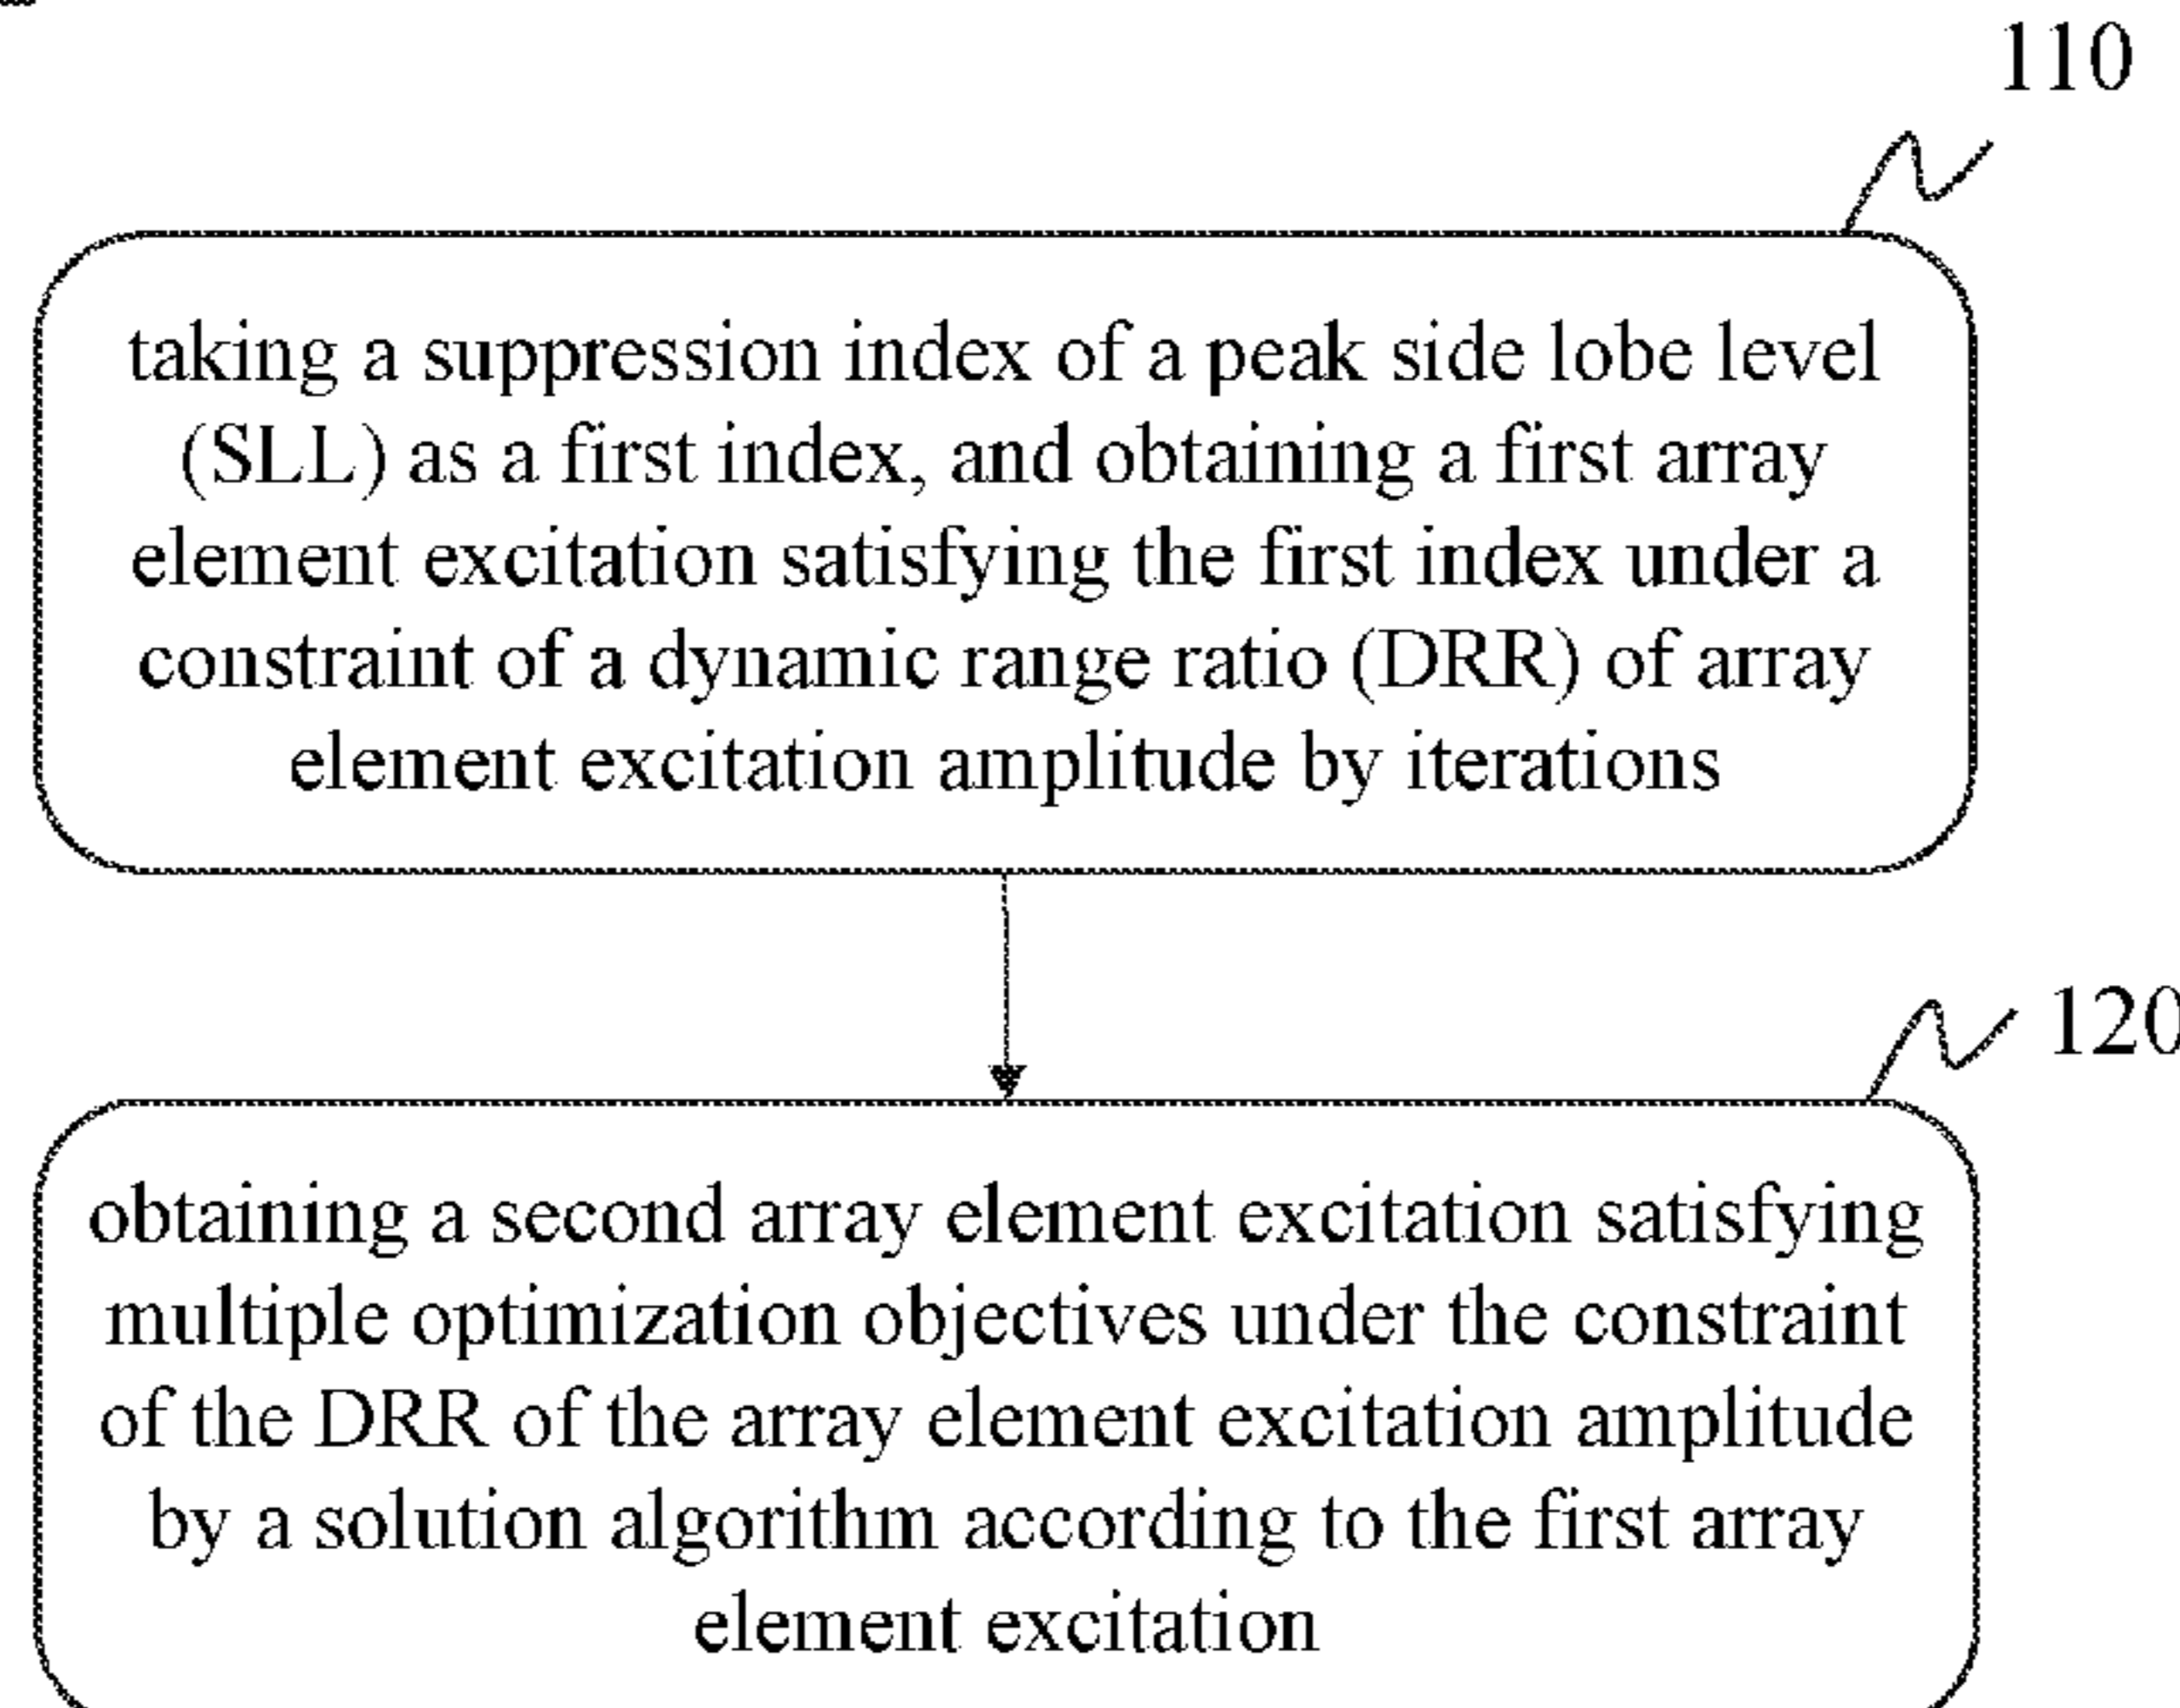 110
taking a suppression index of a peak side lobe level
(SLL) as a first index, and obtaining a first array
element excitation satisfying the first index under a
constraint of a dynamic range ratio (DRR) of array
element excitation amplitude by iterations
120
obtaining a second array element excitation satisfying
multiple optimization objectives under the constraint
of the DRR of the array element excitation amplitude
by a solution algorithm according to the first array
element excitation